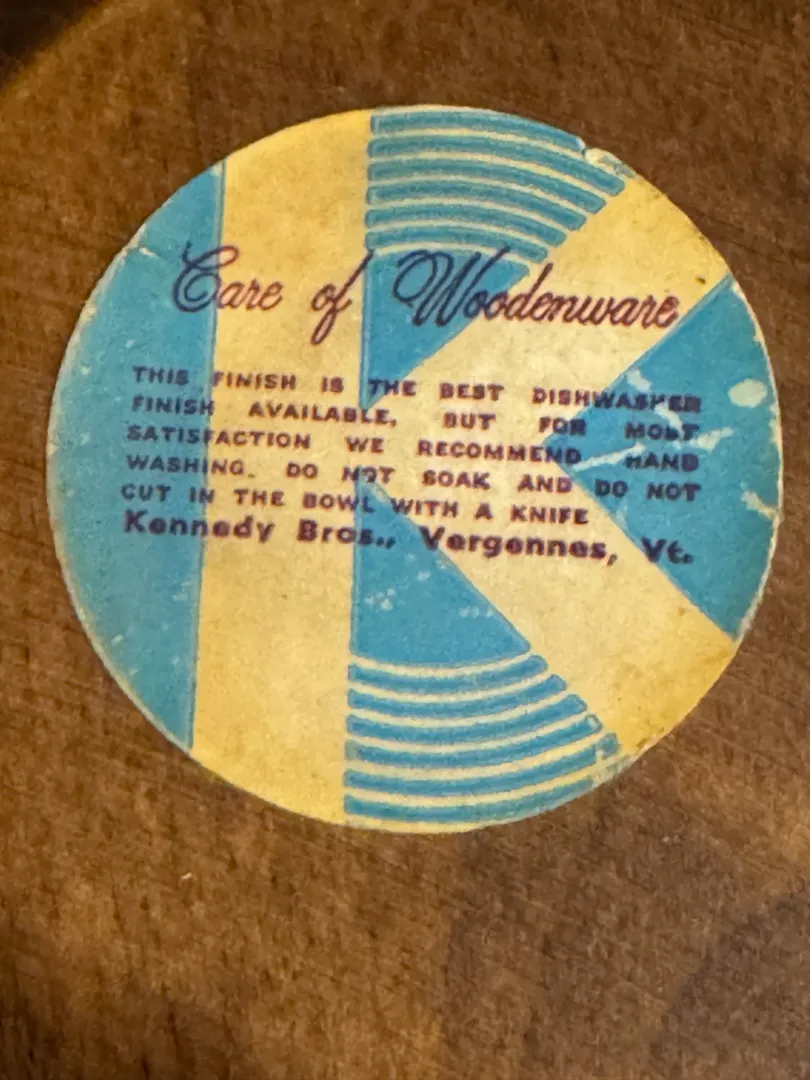 Care of Woodenware
THIS FINISH IS THE BEST DISHWASHER
FINISH AVAILABLE, BUT FOR MOST
SATISFACTION WE RECOMMEND HAND
WASHING. DO NOT SOAK AND DO NOT
CUT IN THE BOWL WITH A KNIFE
Kennedy Bros., Vergennes, Vt.